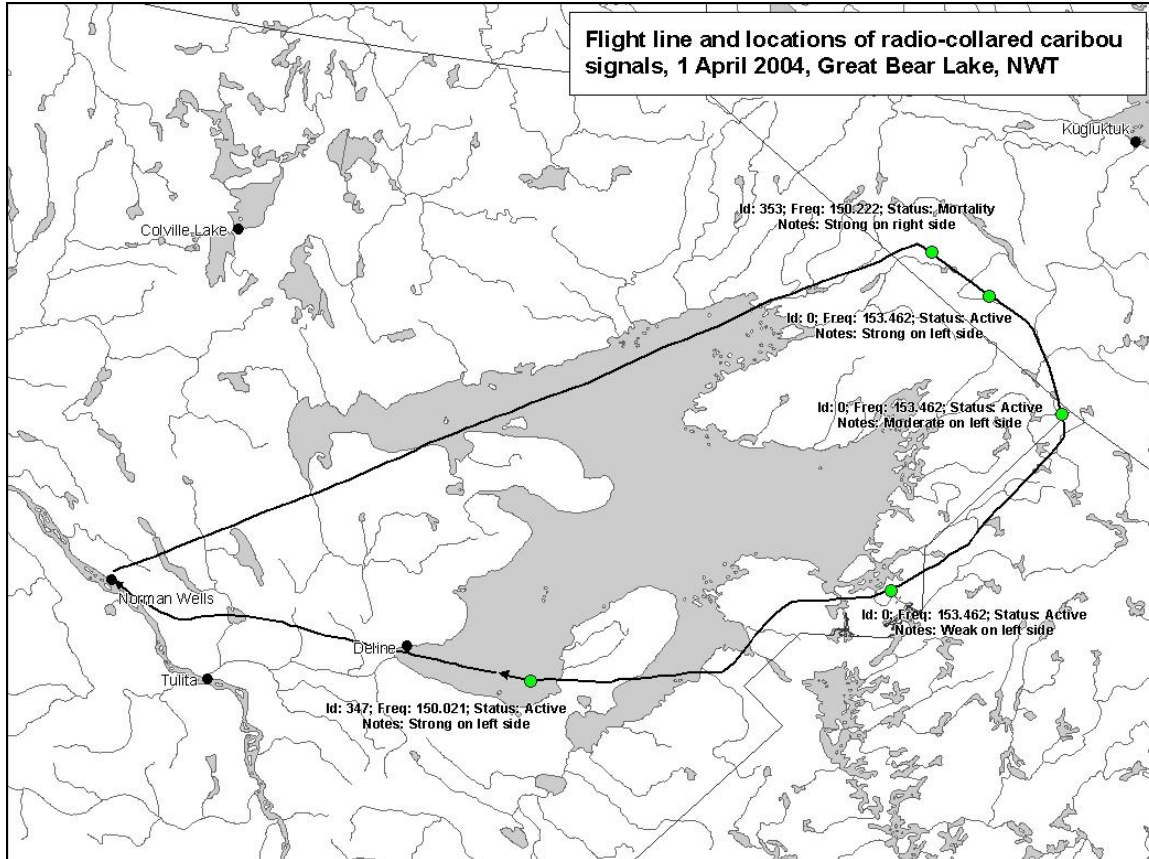 Flight line and locations of radio-collared caribou
signals, 1 April 2004, Great Bear Lake, NWT
Kugluktuk
Id: 353; Freq: 150.222; Status: Mortality
Notes: Strong on right side
Colville Lake
Id: 0; Freq: 153.462; Status: Active
Notes: Strong on left side
Id: 0; Freq: 153.462; Status: Active
Notes: Moderate on left side
Norman Wells
Id: 0; Freq: 153.462; Status: Active
Notes: Weak on left side
Deline
Tulita
Id: 347; Freq: 150.021; Status: Active
Notes: Strong on left side